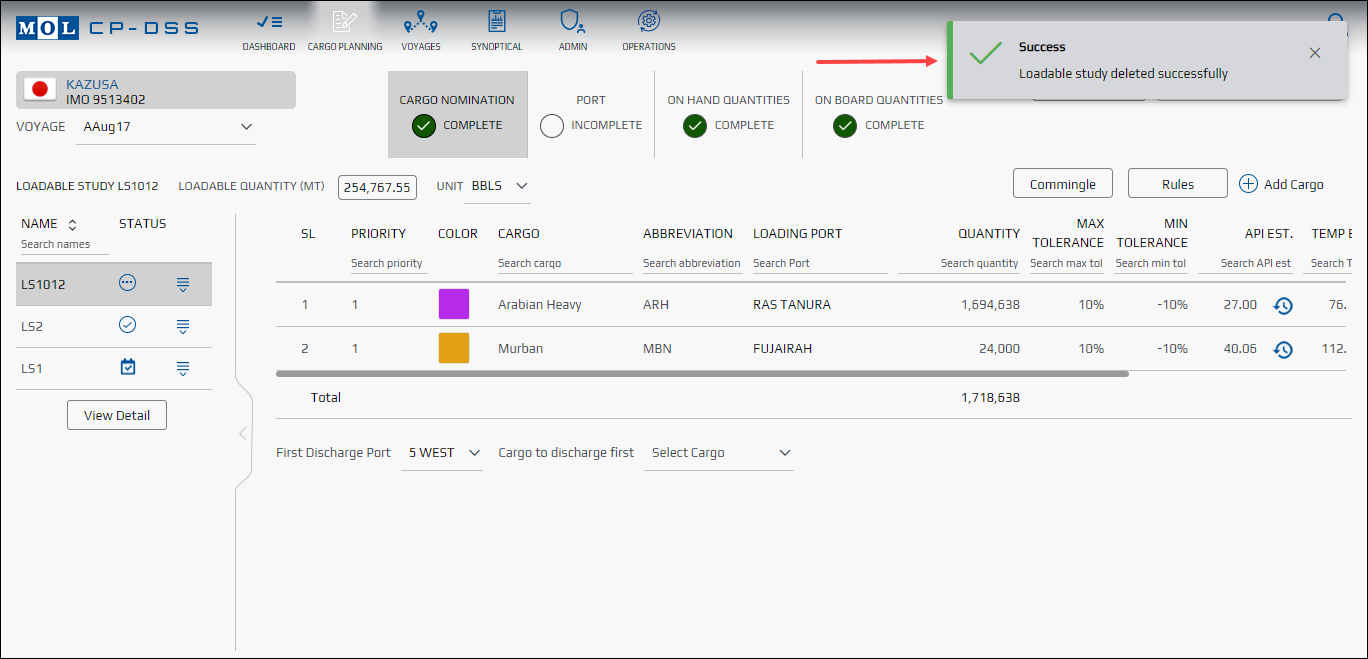 MOL CP-DSS
DASHBOARD
CARGO PLANNING
VOYAGES
SYNOPTICAL
ADMIN
OPERATIONS
Success
Loadable study deleted successfully
KAZUSA
IMO 9513402
VOYAGE AAug17
CARGO NOMINATION
COMPLETE
PORT
INCOMPLETE
ON HAND QUANTITIES
COMPLETE
ON BOARD QUANTITIES
COMPLETE
LOADABLE STUDY LS1012 LOADABLE QUANTITY (MT) 254,767.55 UNIT BBLS
Commingle Rules Add Cargo
NAME STATUS
Search names
LS1012
LS2
LS1
View Detail
SL PRIORITY COLOR CARGO ABBREVIATION LOADING PORT QUANTITY MAX TOLERANCE MIN TOLERANCE API EST. TEMP E
Search priority Search cargo Search abbreviation Search Port Search quantity Search max tol Search min tol Search API est Search T
1 1 Arabian Heavy ARH RAS TANURA 1,694,638 10% -10% 27.00 76.
2 1 Murban MBN FUJAIRAH 24,000 10% -10% 40.06 112.
Total 1,718,638
First Discharge Port 5 WEST Cargo to discharge first Select Cargo